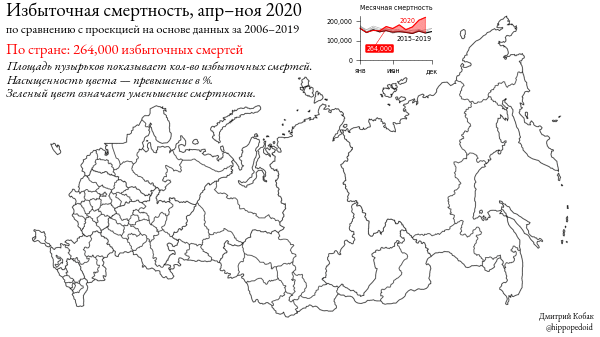 Избыточная смертность, апр–ноя 2020
по сравнению с проекцией на основе данных за 2006–2019
По стране: 264,000 избыточных смертей
Площадь пузырьков показывает кол-во избыточных смертей.
Насыщенность цвета — превышение в %.
Зеленый цвет означает уменьшение смертности.
Месячная смертность
200,000
2020
100,000
2015–2019
264,000
0
янв июн дек
Дмитрий Кобак
@hippopedoid